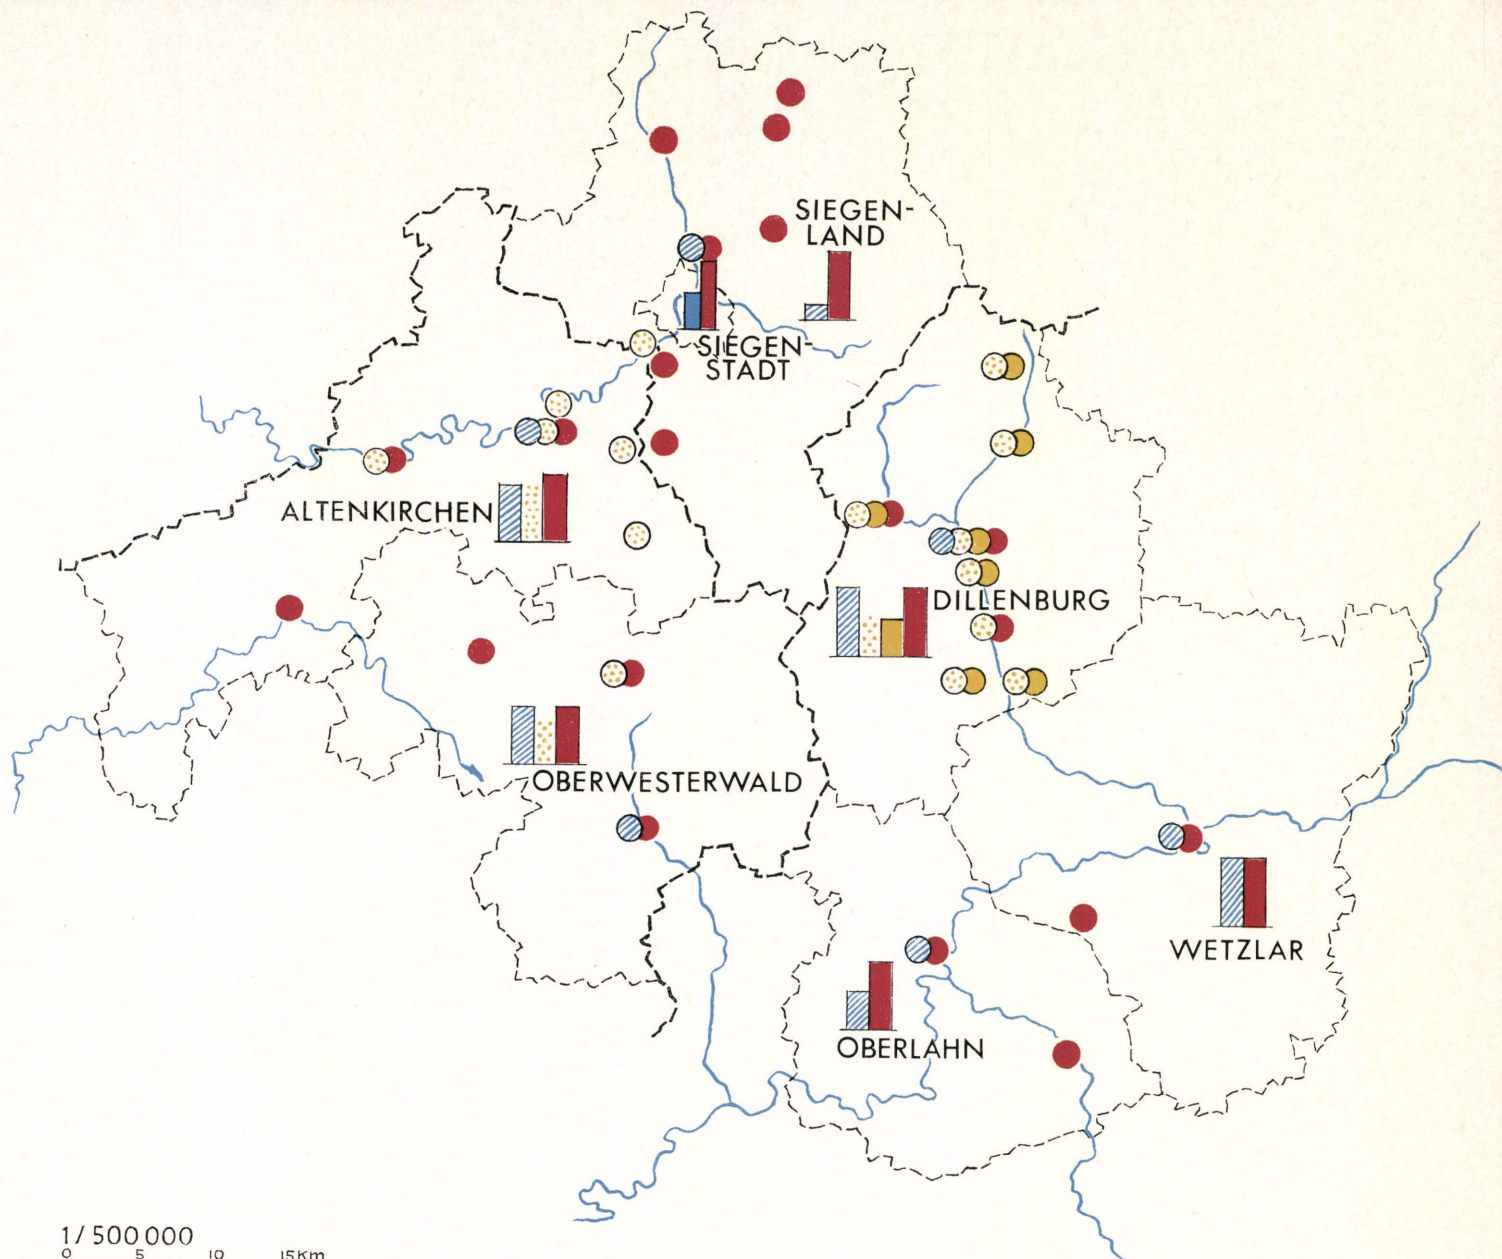 SIEGEN-
LAND
SIEGEN-
STADT
ALTENKIRCHEN
DILLENBURG
OBERWESTERWALD
WETZLAR
OBERLAHN
1/500 000
0 5 10 15Km